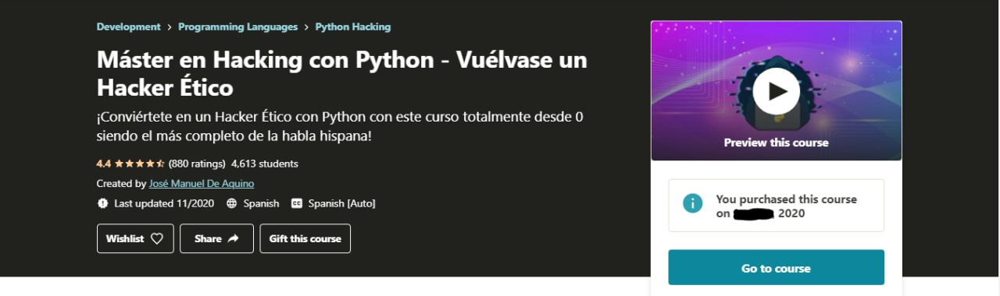 Development > Programming Languages > Python Hacking
Máster en Hacking con Python - Vuélvase un
Hacker Ético
¡Conviértete en un Hacker Ético con Python con este curso totalmente desde 0
siendo el más completo de la habla hispana!
4.4 (880 ratings) 4,613 students
Created by José Manuel De Aquino
Last updated 11/2020 Spanish CC Spanish [Auto]
Wishlist Share Gift this course
Preview this course
You purchased this course
on 2020
Go to course